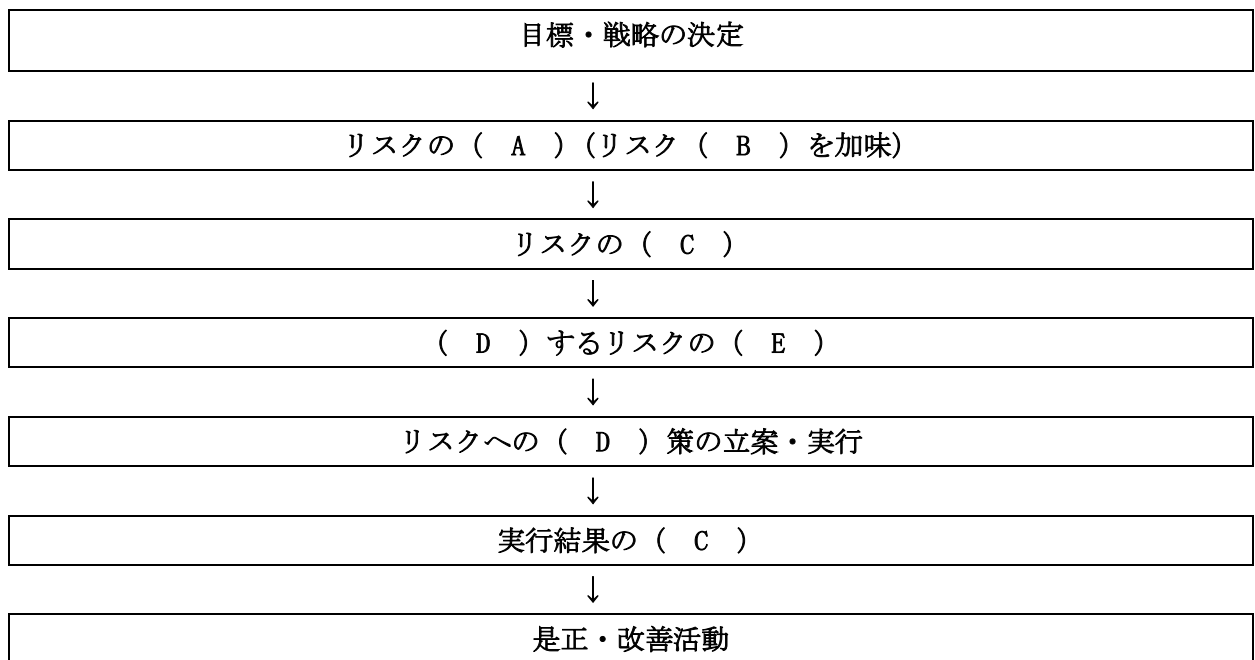 目標・戦略の決定
↓
リスクの（　A　）（リスク（　B　）を加味）
↓
リスクの（　C　）
↓
（　D　）するリスクの（　E　）
↓
リスクへの（　D　）策の立案・実行
↓
実行結果の（　C　）
↓
是正・改善活動